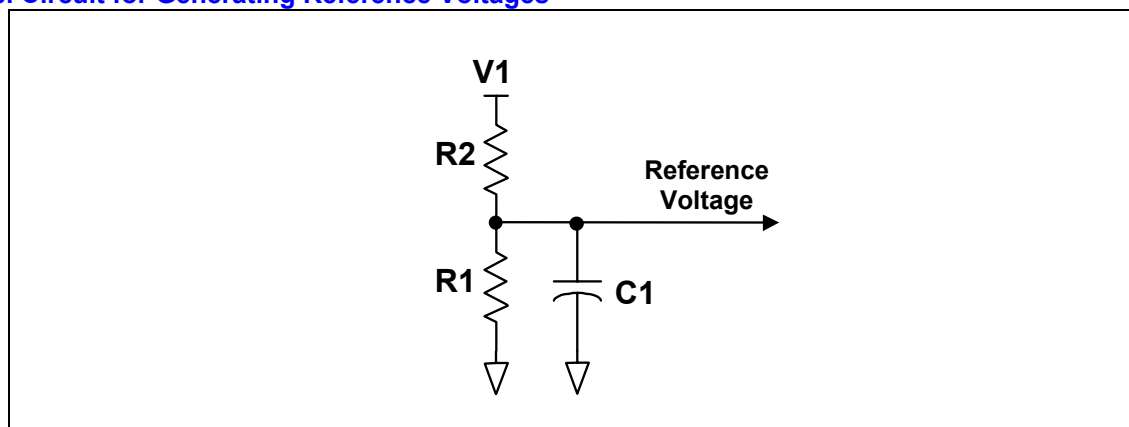 Circuit for Generating Reference Voltages
V1
R2
Reference
Voltage
R1
C1